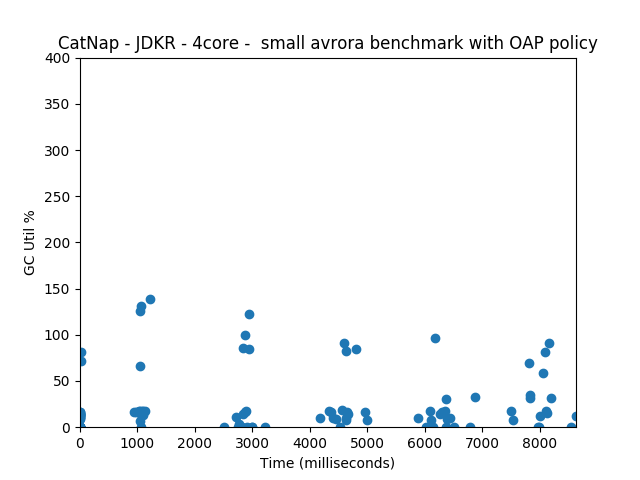 CatNap - JDKR - 4core -  small avrora benchmark with OAP policy
400
350
300
250
200
150
100
50
0
GC Util %
0 1000 2000 3000 4000 5000 6000 7000 8000
Time (milliseconds)